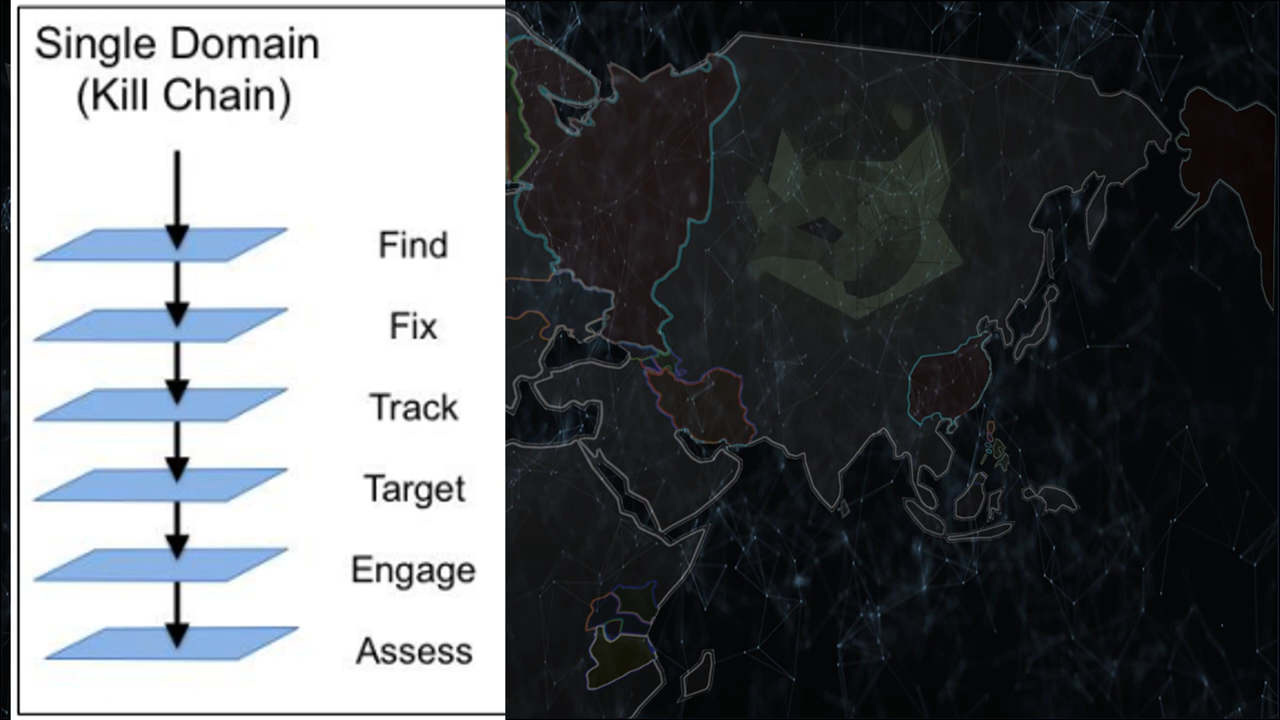 Single Domain
(Kill Chain)
Find
Fix
Track
Target
Engage
Assess